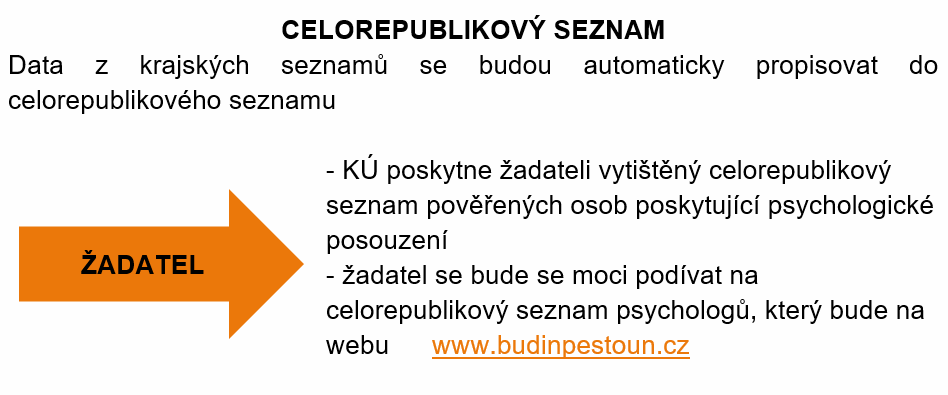 CELOREPUBLIKOVÝ SEZNAM
Data z krajských seznamů se budou automaticky propisovat do
celorepublikového seznamu
- KÚ poskytne žadateli vytištěný celorepublikový
seznam pověřených osob poskytující psychologické
posouzení
ŽADATEL
- žadatel se bude se moci podívat na
celorepublikový seznam psychologů, který bude na
webu www.budinpestoun.cz